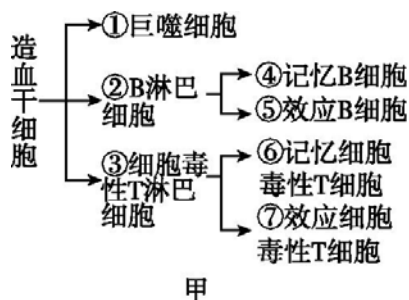 造血干细胞
①巨噬细胞
②B淋巴
细胞
④记忆B细胞
⑤效应B细胞
③细胞毒
性T淋巴
细胞
⑥记忆细胞
毒性T细胞
⑦效应细胞
毒性T细胞
甲